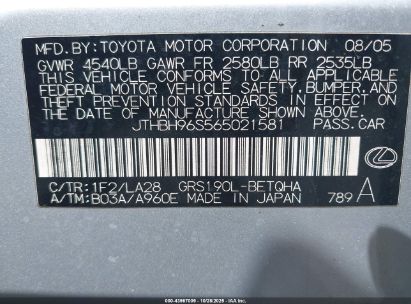 MFD. BY: TOYOTA MOTOR CORPORATION 08/05
GVWR 4540LB GAWR FR 2580LB RR 2535LB
THIS VEHICLE CONFORMS TO ALL APPLICABLE
FEDERAL MOTOR VEHICLE SAFETY, BUMPER, AND
THEFT PREVENTION STANDARDS IN EFFECT ON
THE DATE OF MANUFACTURE SHOWN ABOVE.
JTHBH96S565021581 PASS.CAR
C/TR: 1F2/LA28 GRS190L-BETQHA
A/TM: B03A/A960E MADE IN JAPAN 789 A